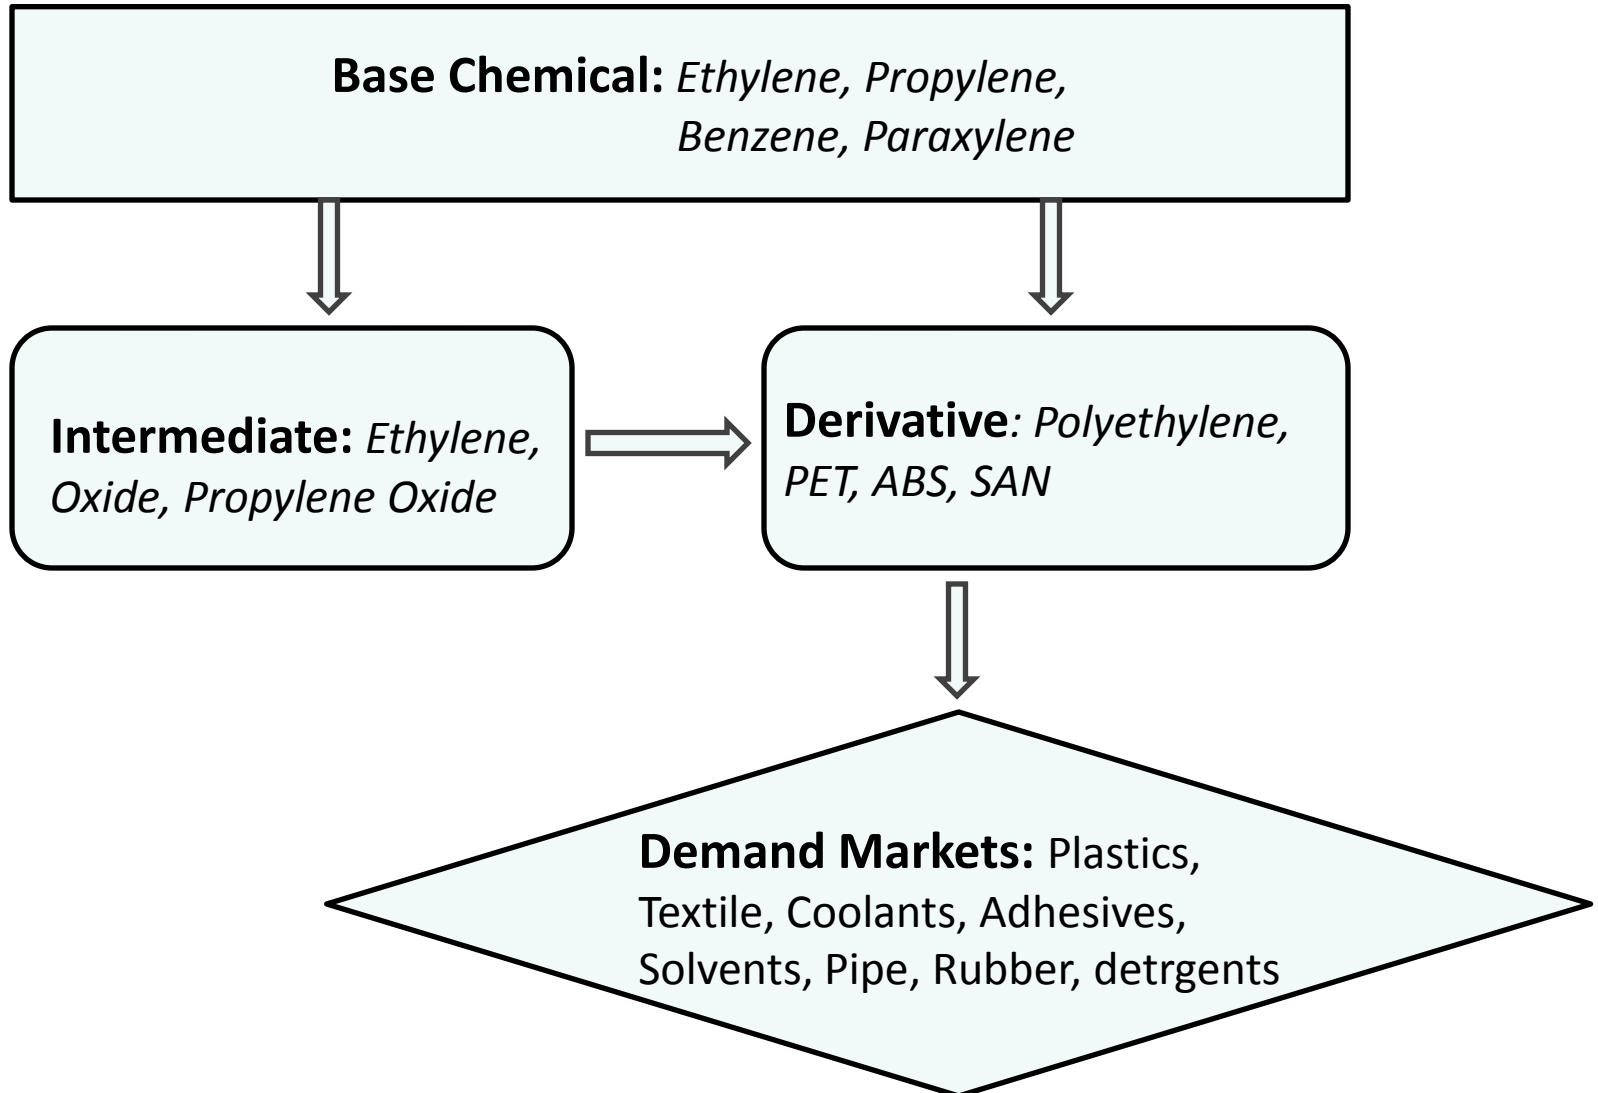 Base Chemical: Ethylene, Propylene,
Benzene, Paraxylene
Intermediate: Ethylene,
Oxide, Propylene Oxide
Derivative: Polyethylene,
PET, ABS, SAN
Demand Markets: Plastics,
Textile, Coolants, Adhesives,
Solvents, Pipe, Rubber, detrgents